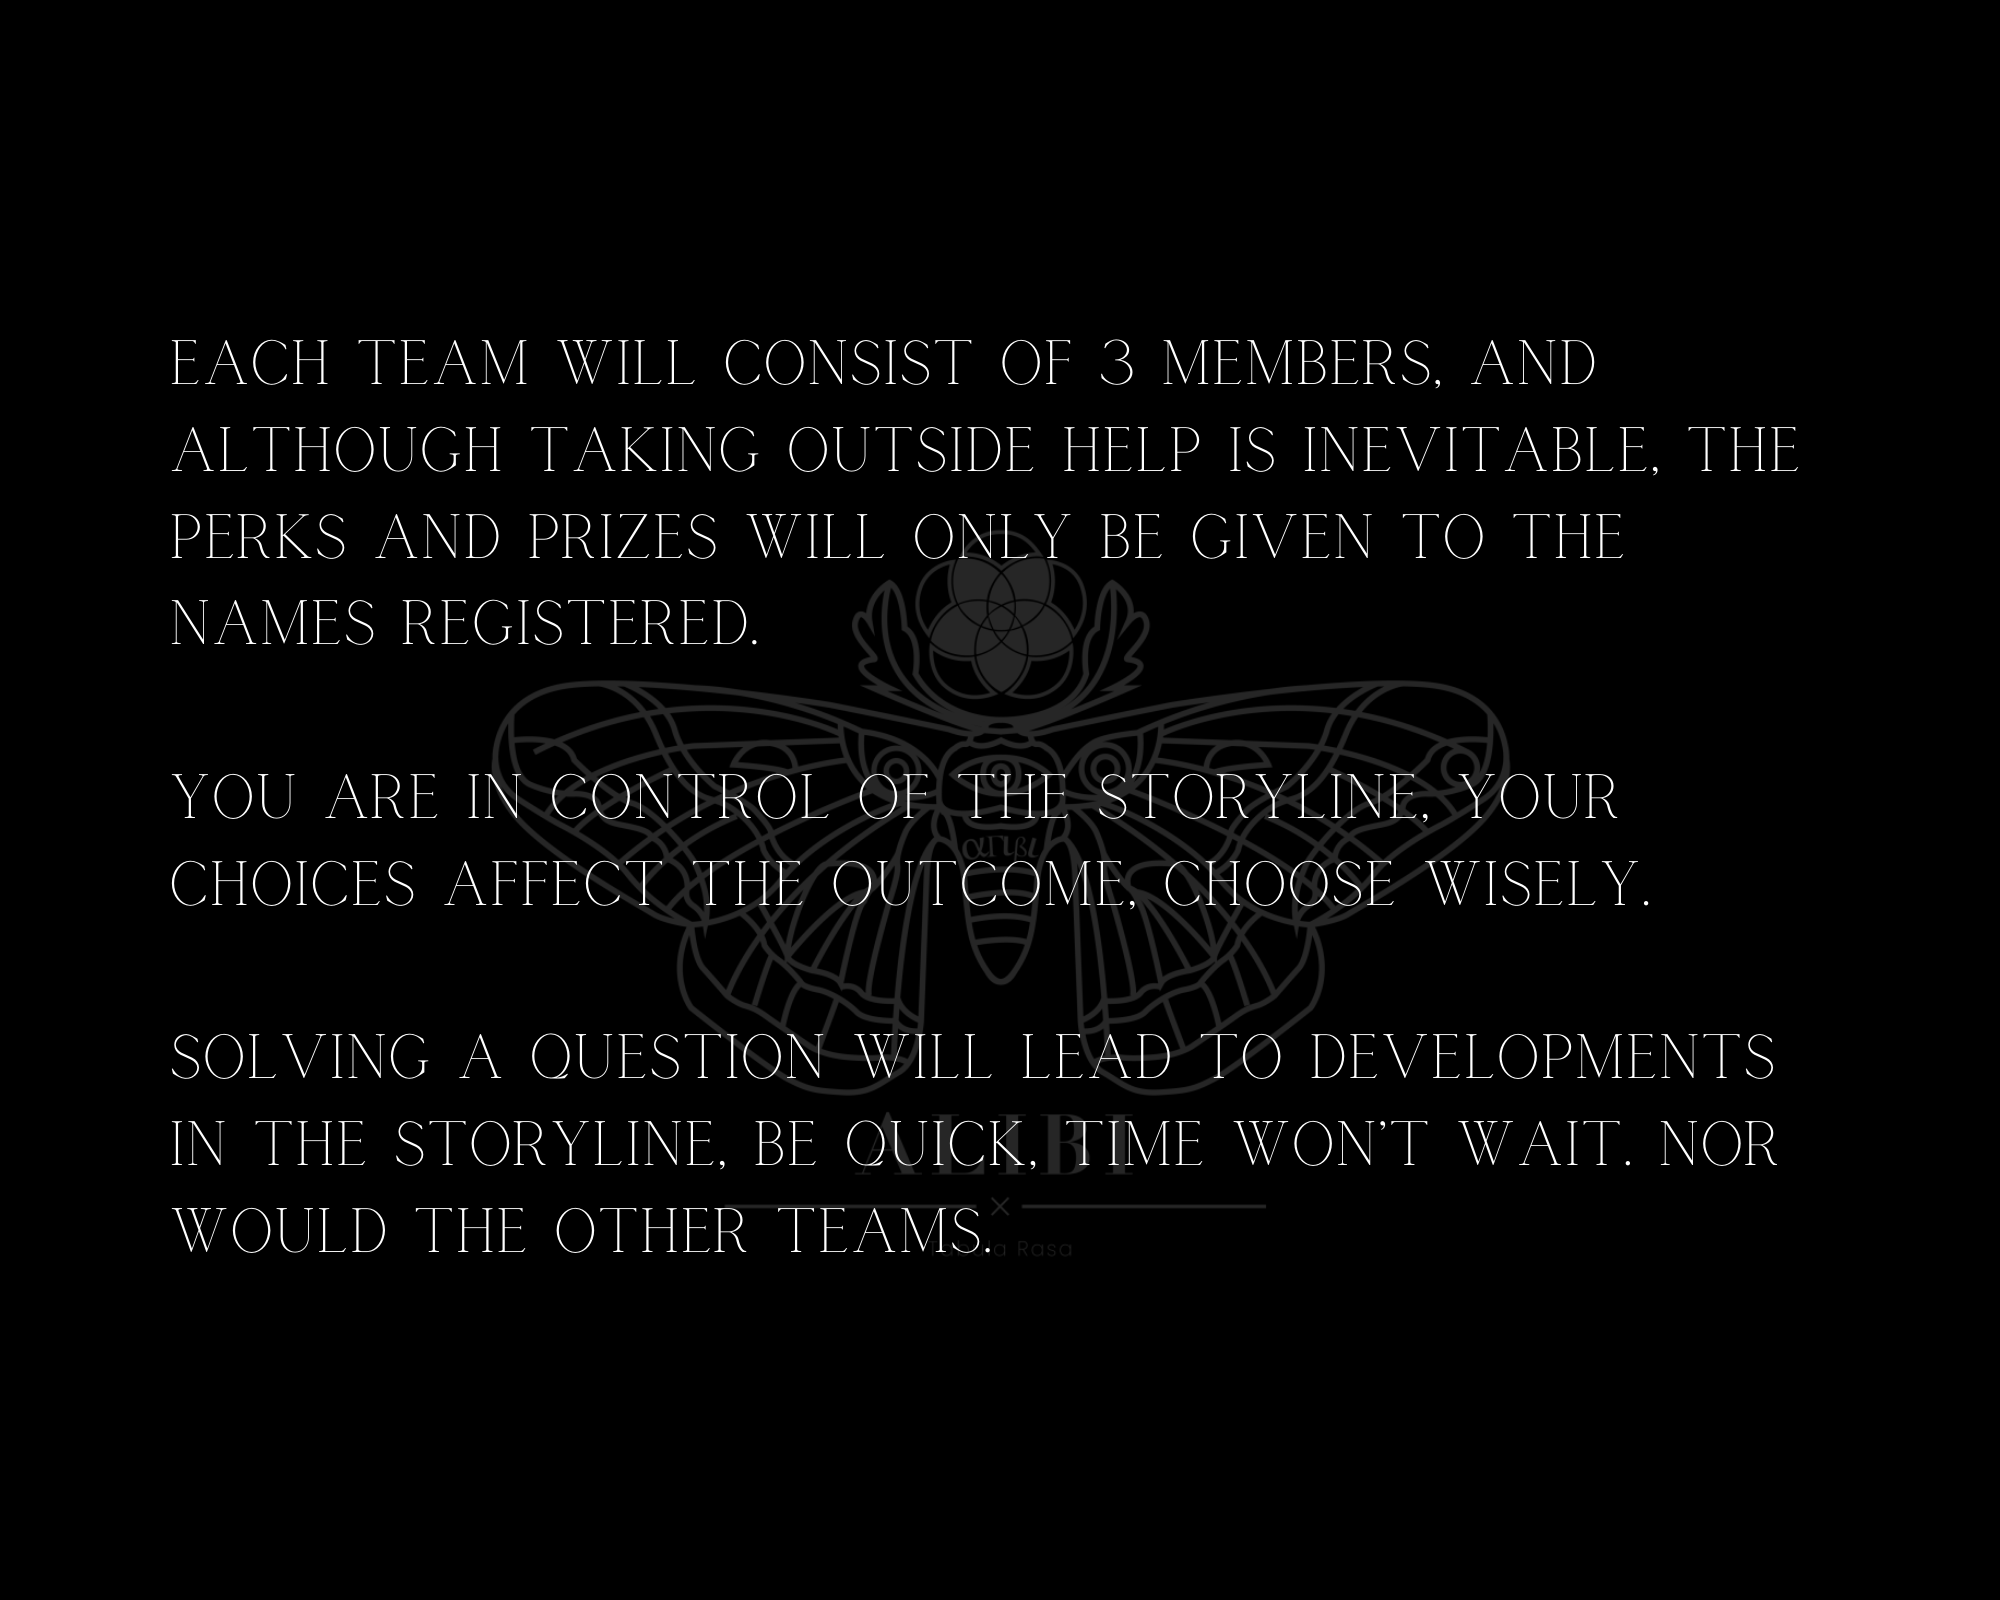 EACH TEAM WILL CONSIST OF 3 MEMBERS, AND
ALTHOUGH TAKING OUTSIDE HELP IS INEVITABLE, THE
PERKS AND PRIZES WILL ONLY BE GIVEN TO THE
NAMES REGISTERED.
YOU ARE IN CONTROL OF THE STORYLINE, YOUR
CHOICES AFFECT THE OUTCOME, CHOOSE WISELY.
SOLVING A QUESTION WILL LEAD TO DEVELOPMENTS
IN THE STORYLINE, BE QUICK, TIME WON'T WAIT. NOR
WOULD THE OTHER TEAMS.
ALIBI
Tabula Rasa